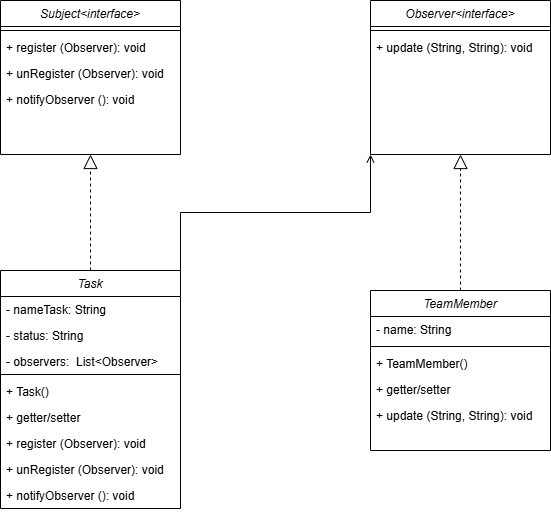 Subject<interface>
+ register (Observer): void
+ unRegister (Observer): void
+ notifyObserver (): void
Observer<interface>
+ update (String, String): void
Task
- nameTask: String
- status: String
- observers:  List<Observer>
+ Task()
+ getter/setter
+ register (Observer): void
+ unRegister (Observer): void
+ notifyObserver (): void
TeamMember
- name: String
+ TeamMember()
+ getter/setter
+ update (String, String): void